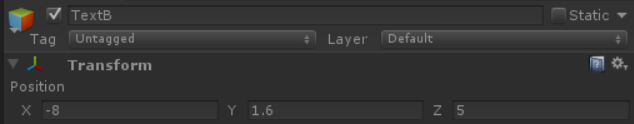 TextB Static
Tag Untagged Layer Default
Transform
Position
X -8 Y 1.6 Z 5